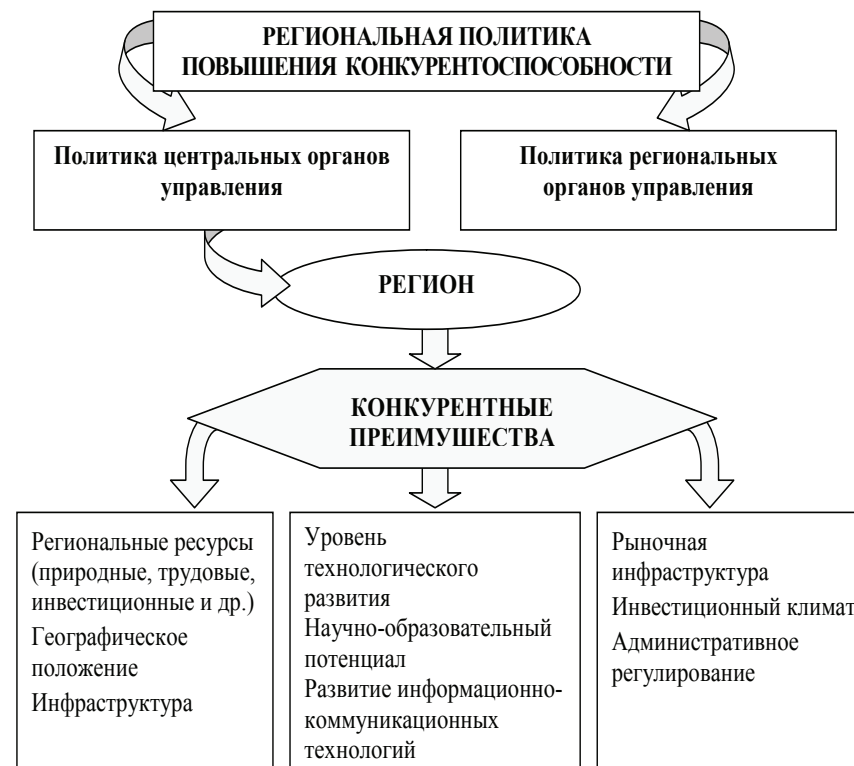 РЕГИОНАЛЬНАЯ ПОЛИТИКА
ПОВЫШЕНИЯ КОНКУРЕНТОСПОСОБНОСТИ
Политика центральных органов
управления
Политика региональных
органов управления
РЕГИОН
КОНКУРЕНТНЫЕ
ПРЕИМУШЕСТВА
Региональные ресурсы
(природные, трудовые,
инвестиционные и др.)
Географическое
положение
Инфраструктура
Уровень
технологического
развития
Научно-образовательный
потенциал
Развитие информационно-
коммуникационных
технологий
Рыночная
инфраструктура
Инвестиционный климат
Административное
регулирование